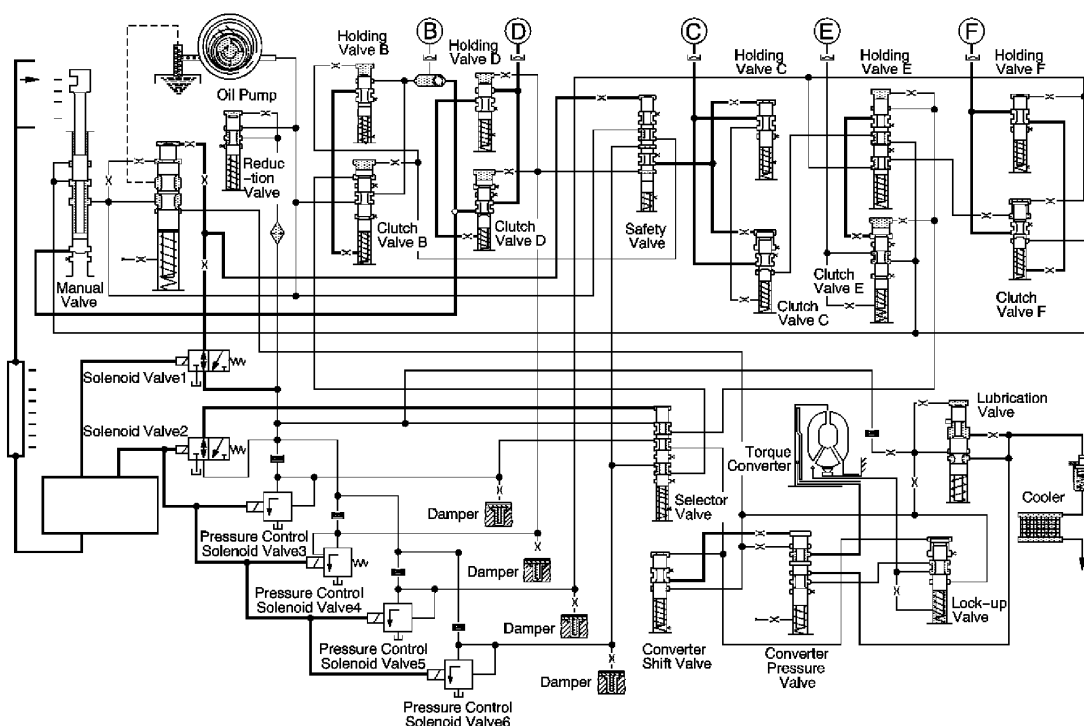 B
D
C
E
F
Holding
Valve B
Holding
Valve D
Holding
Valve C
Holding
Valve E
Holding
Valve F
Oil Pump
Reduc
-tion
Valve
Manual
Valve
Clutch
Valve B
Clutch
Valve D
Safety
Valve
Clutch
Valve C
Clutch
Valve E
Clutch
Valve F
Solenoid Valve1
Solenoid Valve2
Pressure Control
Solenoid Valve3
Pressure Control
Solenoid Valve4
Pressure Control
Solenoid Valve5
Pressure Control
Solenoid Valve6
Damper
Damper
Damper
Damper
Selector
Valve
Torque
Converter
Lubrication
Valve
Cooler
Converter
Shift Valve
Converter
Pressure
Valve
Lock-up
Valve